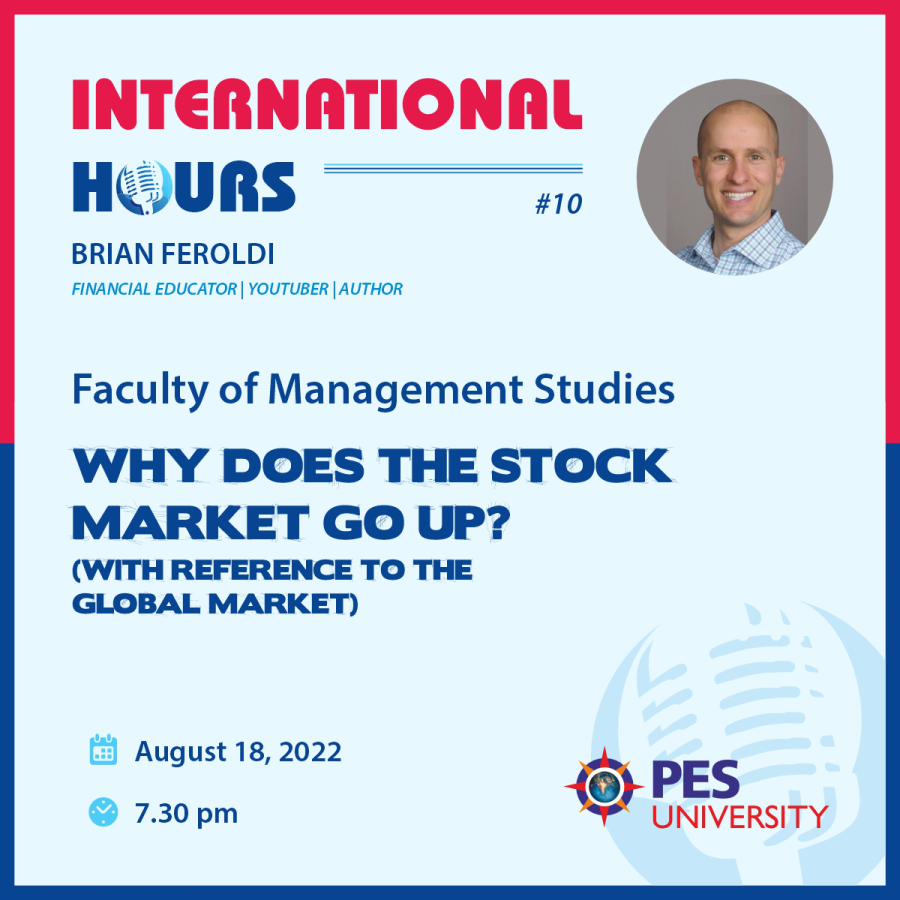 INTERNATIONAL
HOURS
#10
BRIAN FEROLDI
FINANCIAL EDUCATOR | YOUTUBER | AUTHOR
Faculty of Management Studies
WHY DOES THE STOCK
MARKET GO UP?
(WITH REFERENCE TO THE
GLOBAL MARKET)
August 18, 2022
7.30 pm
PES
UNIVERSITY